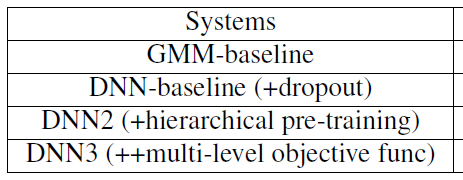 Systems
GMM-baseline
DNN-baseline (+dropout)
DNN2 (+hierarchical pre-training)
DNN3 (++multi-level objective func)